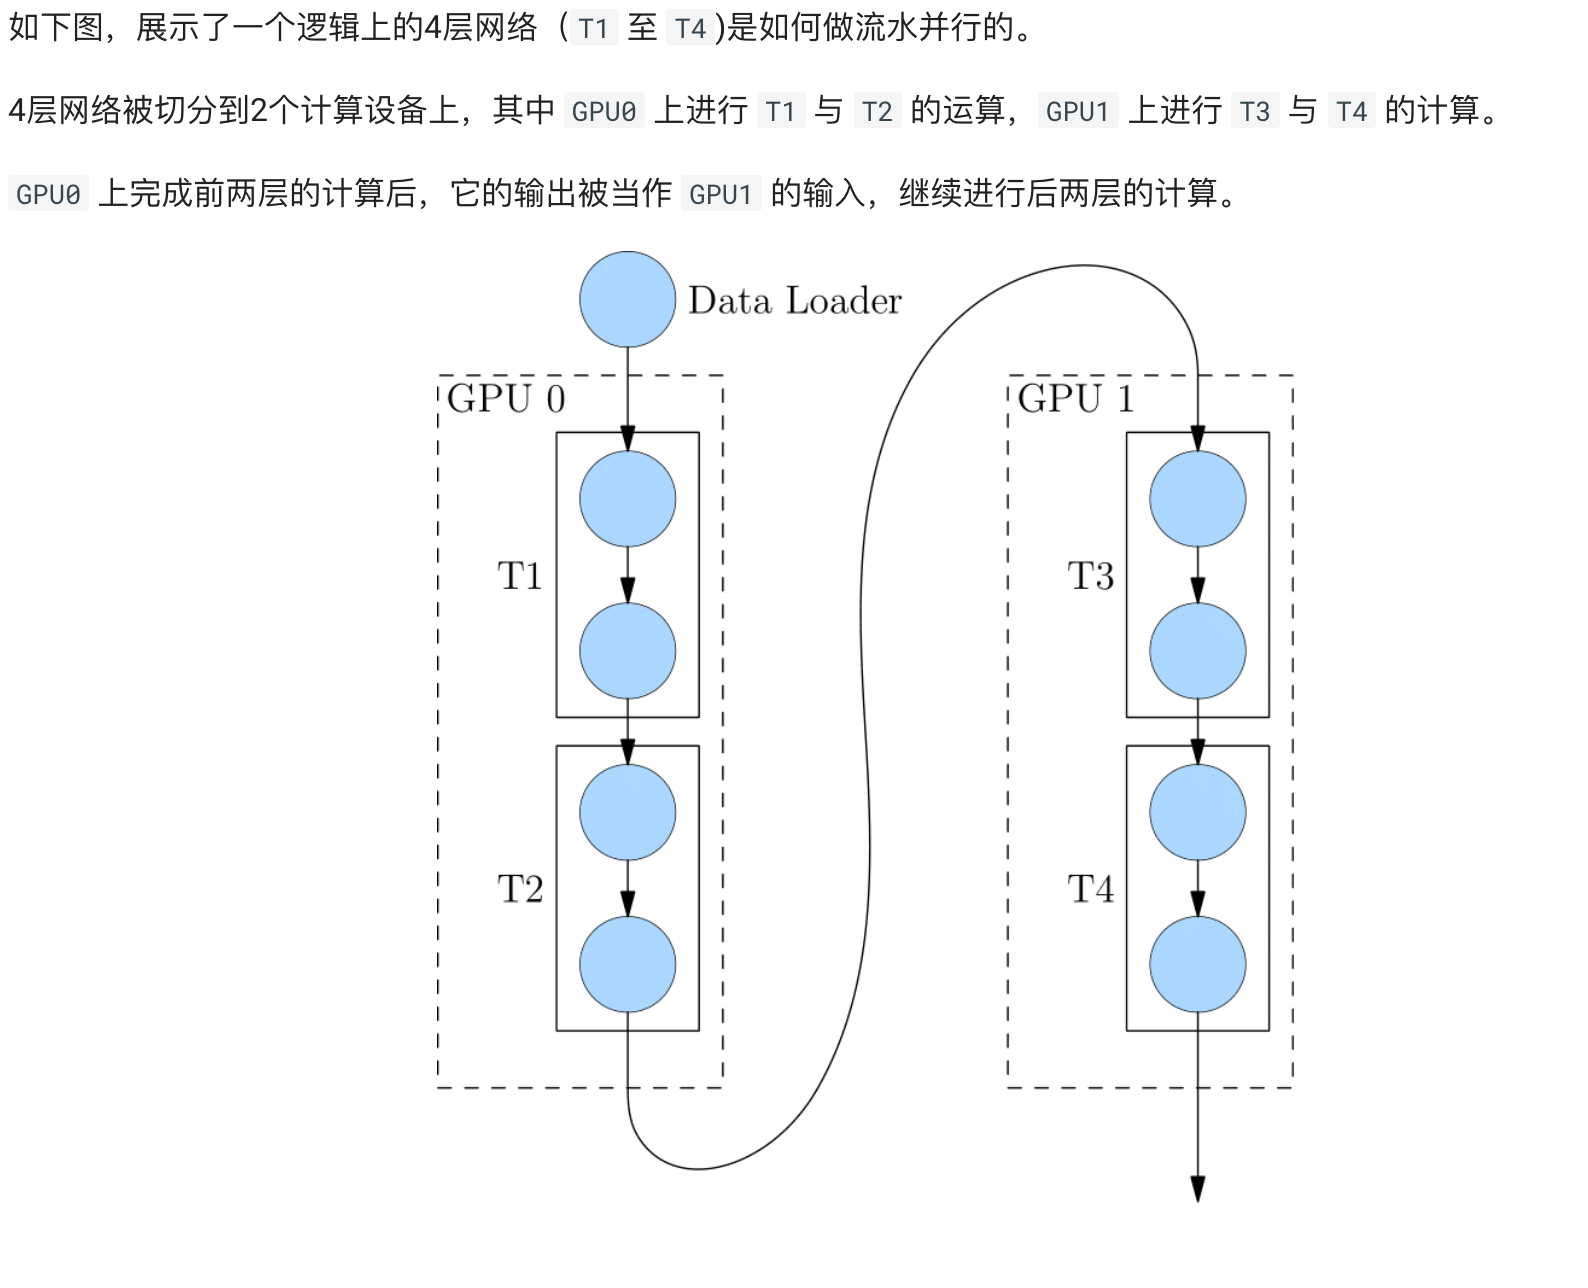 如下图，展示了一个逻辑上的4层网络（T1 至 T4)是如何做流水并行的。
4层网络被切分到2个计算设备上，其中 GPU0 上进行 T1 与 T2 的运算，GPU1 上进行 T3 与 T4 的计算。
GPU0 上完成前两层的计算后，它的输出被当作 GPU1 的输入，继续进行后两层的计算。
Data Loader
GPU 0
GPU 1
T1
T3
T2
T4